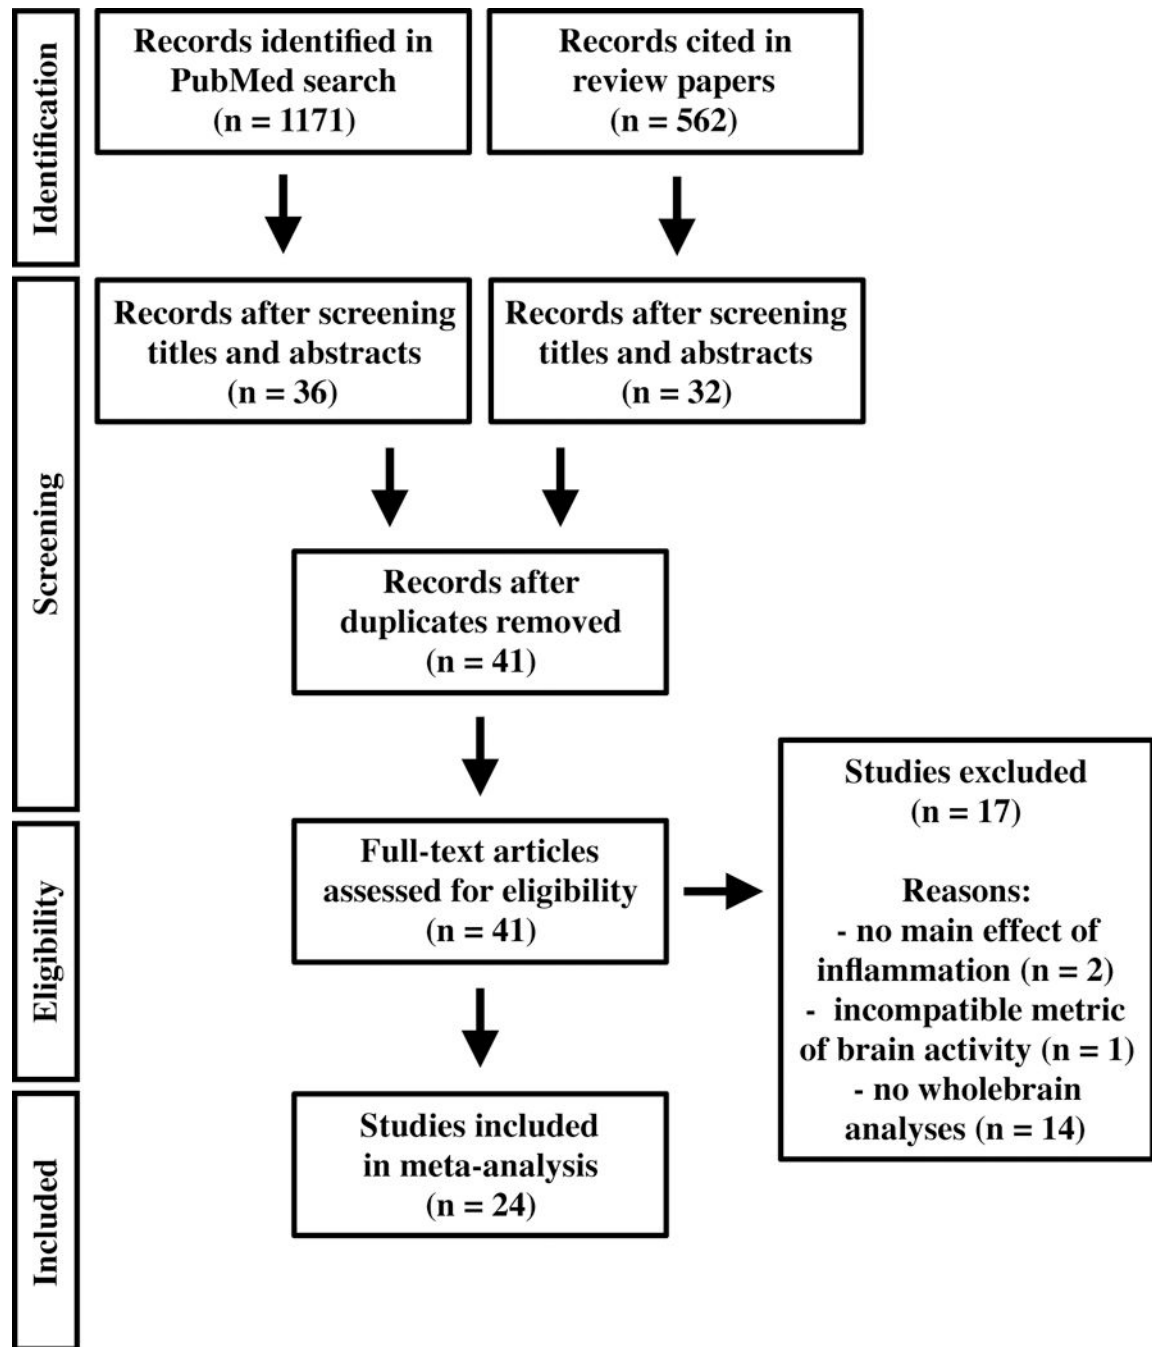 Identification
Records identified in
PubMed search
(n = 1171)
Records cited in
review papers
(n = 562)
Screening
Records after screening
titles and abstracts
(n = 36)
Records after screening
titles and abstracts
(n = 32)
Records after
duplicates removed
(n = 41)
Eligibility
Full-text articles
assessed for eligibility
(n = 41)
Studies excluded
(n = 17)
Reasons:
- no main effect of
inflammation (n = 2)
- incompatible metric
of brain activity (n = 1)
- no wholebrain
analyses (n = 14)
Included
Studies included
in meta-analysis
(n = 24)